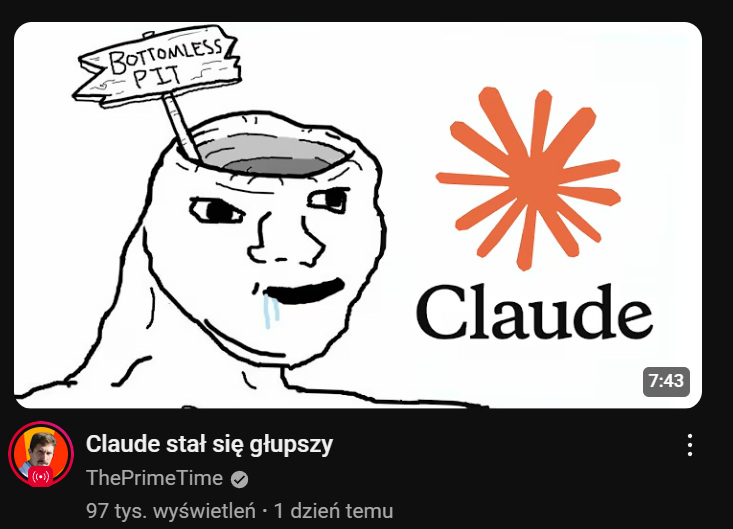 BOTTOMLESS
PIT
Claude
7:43
Claude stał się głupszy
ThePrimeTime
97 tys. wyświetleń · 1 dzień temu